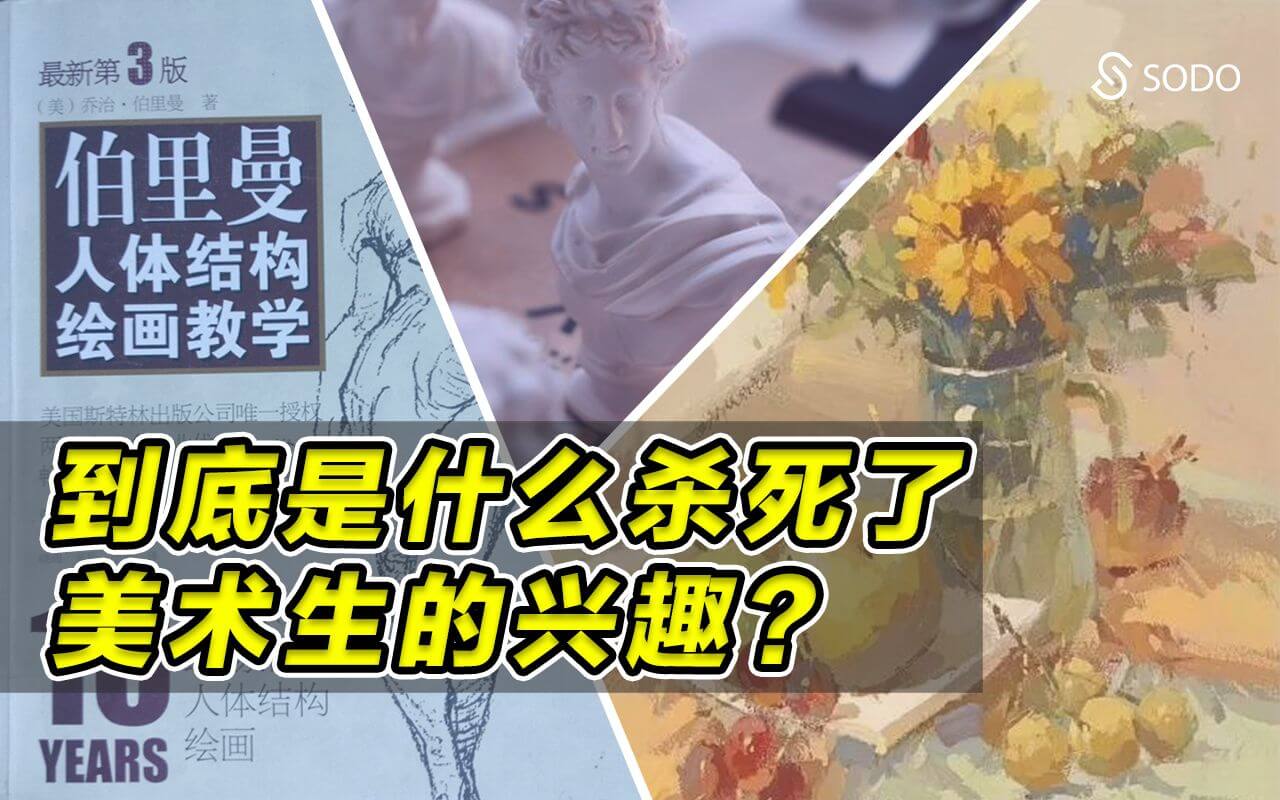 最新第3版
（美）乔治·伯里曼 著
伯里曼
人体结构
绘画教学
SODO
美国斯特林出版公司唯一授权
到底是什么杀死了
美术生的兴趣?
10
人体结构
绘画
YEARS